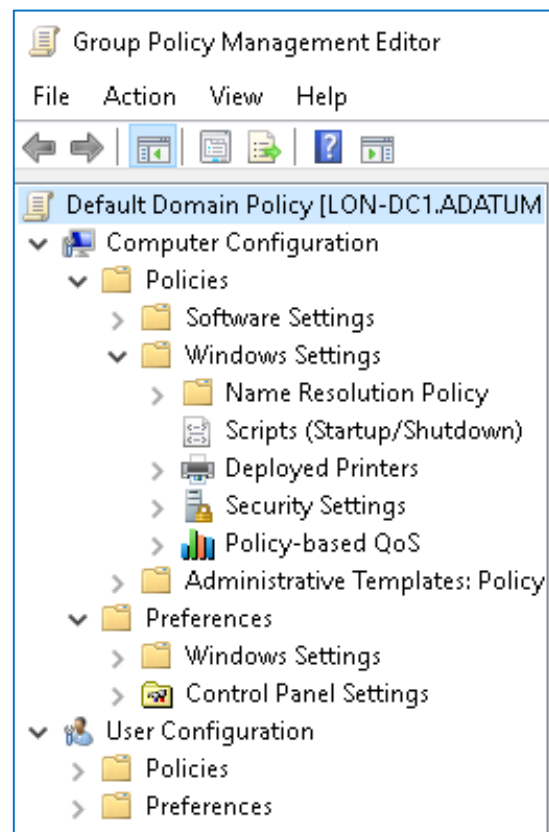 Group Policy Management Editor
File Action View Help
Default Domain Policy [LON-DC1.ADATUM
Computer Configuration
Policies
Software Settings
Windows Settings
Name Resolution Policy
Scripts (Startup/Shutdown)
Deployed Printers
Security Settings
Policy-based QoS
Administrative Templates: Policy
Preferences
Windows Settings
Control Panel Settings
User Configuration
Policies
Preferences